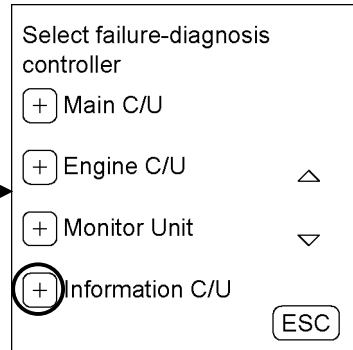 Select failure-diagnosis
controller
+ Main C/U
+ Engine C/U
+ Monitor Unit
+ Information C/U
ESC